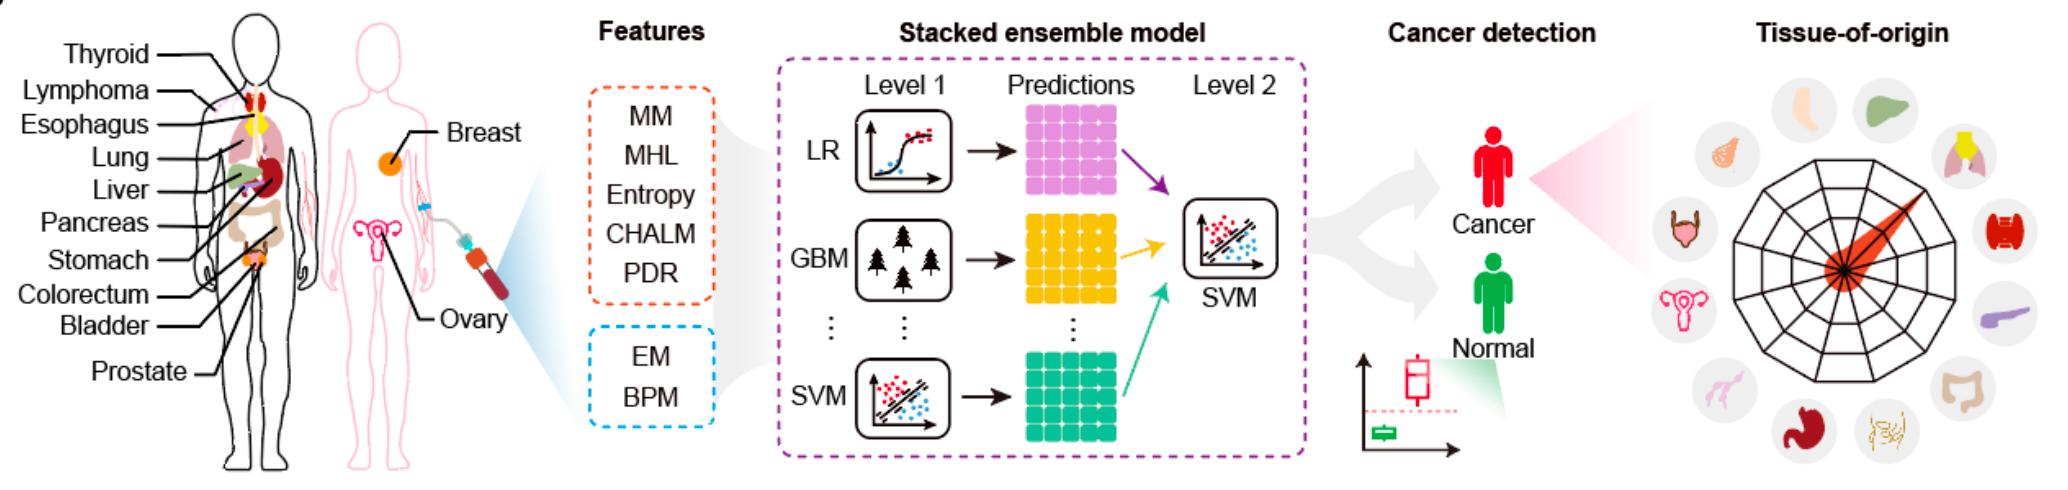 Thyroid
Lymphoma
Esophagus
Lung
Liver
Pancreas
Stomach
Colorectum
Bladder
Prostate
Breast
Ovary
Features
MM
MHL
Entropy
CHALM
PDR
EM
BPM
Stacked ensemble model
Level 1
Predictions
Level 2
LR
GBM
SVM
SVM
Cancer detection
Cancer
Normal
Tissue-of-origin